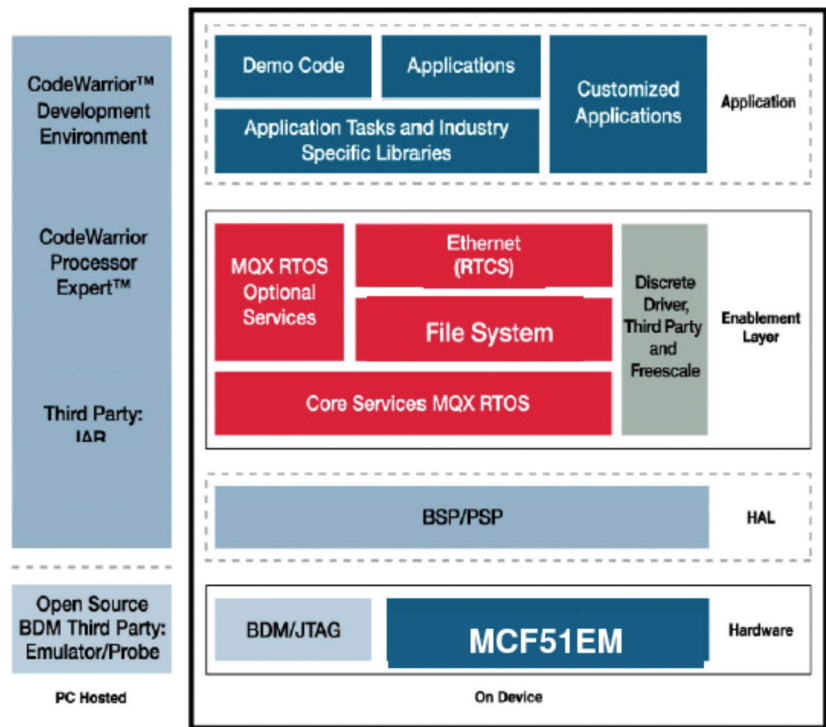 CodeWarrior™
Development
Environment
CodeWarrior
Processor
Expert™
Third Party:
IAR
Open Source
BDM Third Party:
Emulator/Probe
PC Hosted
Demo Code
Applications
Customized
Applications
Application Tasks and Industry
Specific Libraries
Application
MQX RTOS
Optional
Services
Ethernet
(RTCS)
File System
Discrete
Driver,
Third Party
and
Freescale
Core Services MQX RTOS
Enablement
Layer
BSP/PSP
HAL
BDM/JTAG
MCF51EM
Hardware
On Device